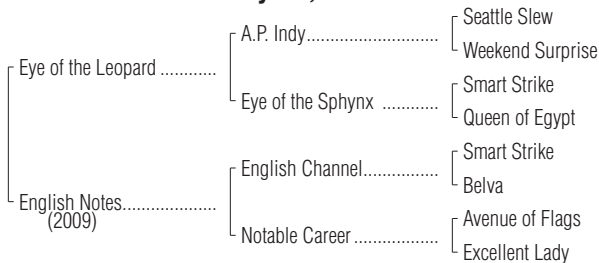 Seattle Slew
A.P. Indy
Weekend Surprise
Eye of the Leopard
Smart Strike
Eye of the Sphynx
Queen of Egypt
Smart Strike
English Channel
Belva
English Notes
(2009)
Avenue of Flags
Notable Career
Excellent Lady